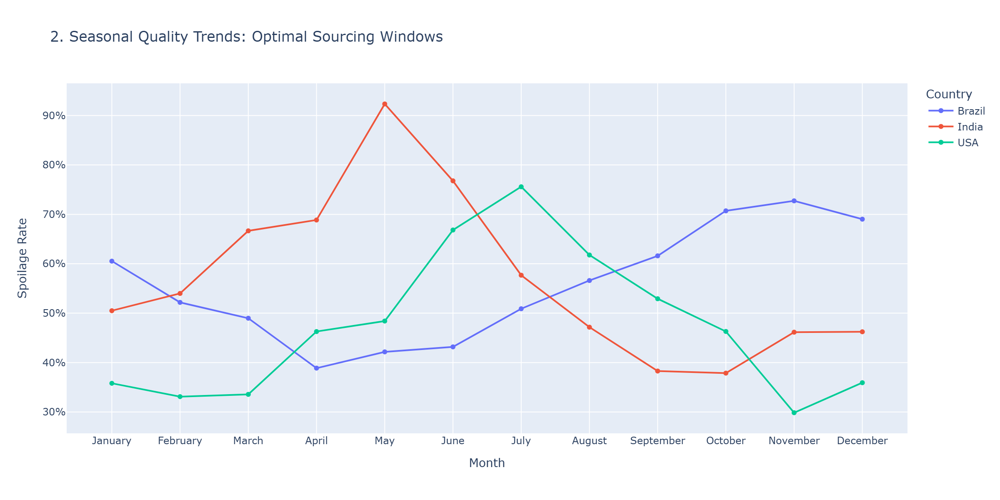 2. Seasonal Quality Trends: Optimal Sourcing Windows
Country
Brazil
India
USA
Spoilage Rate
90%
80%
70%
60%
50%
40%
30%
January February March April May June July August September October November December
Month